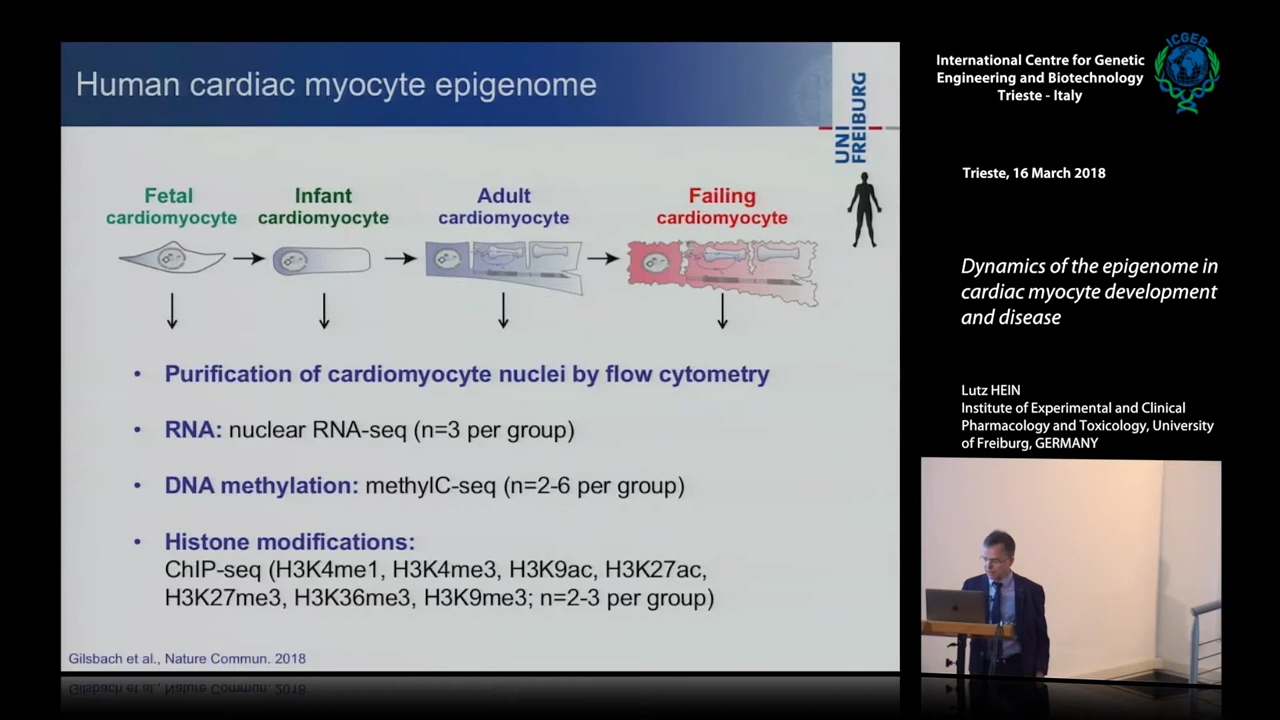 Human cardiac myocyte epigenome
UNI
FREIBURG
Fetal
cardiomyocyte
Infant
cardiomyocyte
Adult
cardiomyocyte
Failing
cardiomyocyte
• Purification of cardiomyocyte nuclei by flow cytometry
• RNA: nuclear RNA-seq (n=3 per group)
• DNA methylation: methylC-seq (n=2-6 per group)
• Histone modifications:
ChIP-seq (H3K4me1, H3K4me3, H3K9ac, H3K27ac,
H3K27me3, H3K36me3, H3K9me3; n=2-3 per group)
Gilsbach et al., Nature Commun. 2018
International Centre for Genetic
Engineering and Biotechnology
Trieste - Italy
ICGEB
Trieste, 16 March 2018
Dynamics of the epigenome in
cardiac myocyte development
and disease
Lutz HEIN
Institute of Experimental and Clinical
Pharmacology and Toxicology, University
of Freiburg, GERMANY